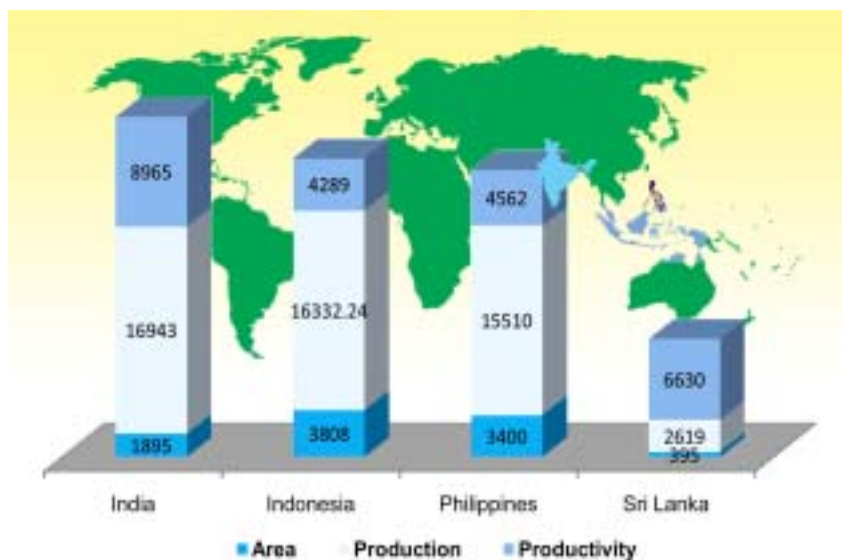 8965 4289 4562
16943 16332.24 15510 6630
1895 3808 3400 2619
395
India Indonesia Philippines Sri Lanka
Area Production Productivity